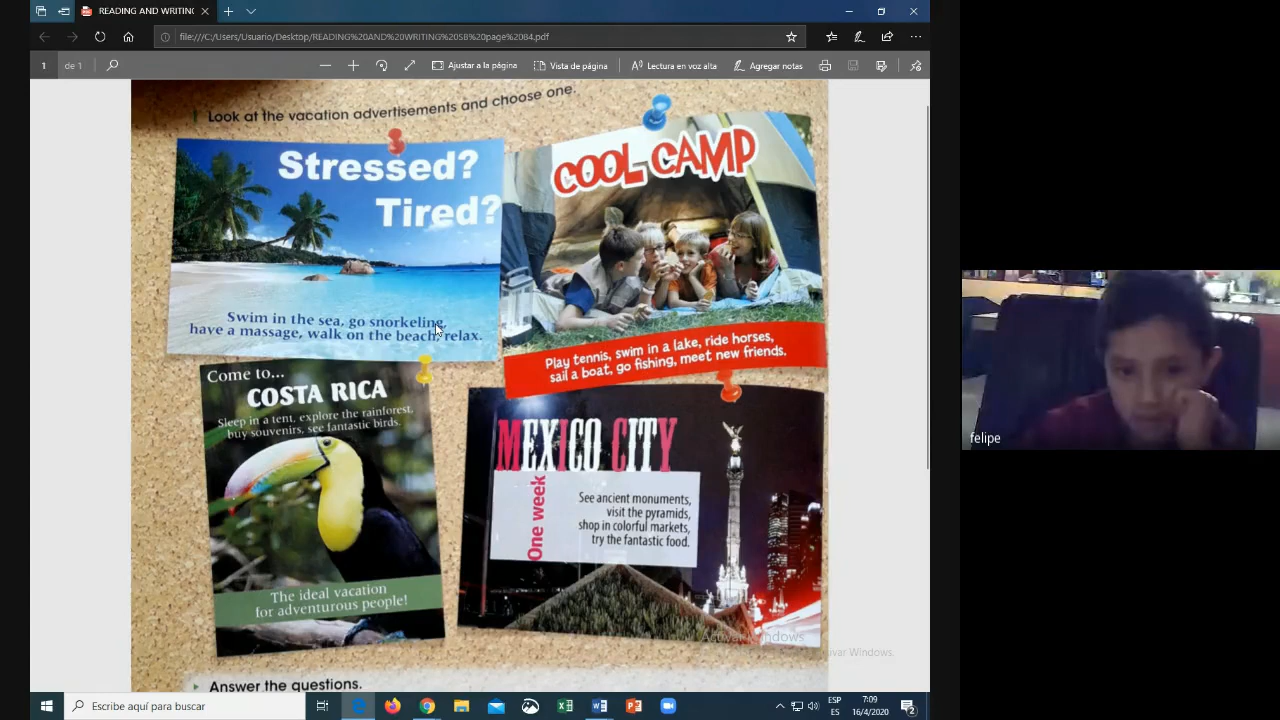 READING AND WRITING
file:///C:/Users/Usuario/Desktop/READING%20AND%20WRITING%20SB%20page%2084.pdf
1 de 1
Ajustar a la página
Vista de página
Lectura en voz alta
Agregar notas
Look at the vacation advertisements and choose one.
Stressed?
Tired?
Swim in the sea, go snorkeling,
have a massage, walk on the beach, relax.
COOL CAMP
Play tennis, swim in a lake, ride horses,
sail a boat, go fishing, meet new friends.
Come to...
COSTA RICA
Sleep in a tent, explore the rainforest,
buy souvenirs, see fantastic birds.
The ideal vacation
for adventurous people!
MEXICO CITY
One week
See ancient monuments,
visit the pyramids,
shop in colorful markets,
try the fantastic food.
Activar Windows
Answer the questions.
felipe
Escribe aquí para buscar
ESP
ES
7:09
16/4/2020
2